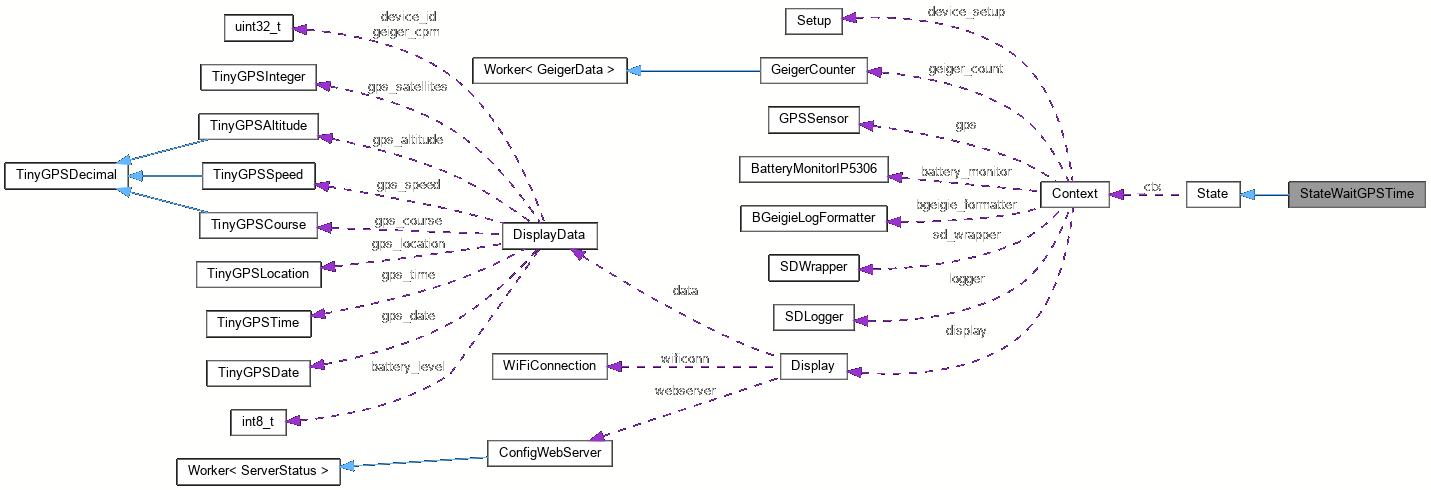 uint32_t
device_id
geiger_cpm
TinyGPSInteger
gps_satellites
TinyGPSAltitude
gps_altitude
TinyGPSDecimal
TinyGPSSpeed
gps_speed
TinyGPSCourse
gps_course
TinyGPSLocation
gps_location
TinyGPSTime
gps_time
TinyGPSDate
gps_date
int8_t
battery_level
DisplayData
Worker< ServerStatus >
Worker< GeigerData >
WiFiConnection
ConfigWebServer
data
wificonn
webserver
Setup
device_setup
GeigerCounter
geiger_count
GPSSensor
gps
BatteryMonitorIP5306
battery_monitor
BGeigieLogFormatter
bgeigie_formatter
SDWrapper
sd_wrapper
SDLogger
logger
Display
display
Context
ctx
State
StateWaitGPSTime